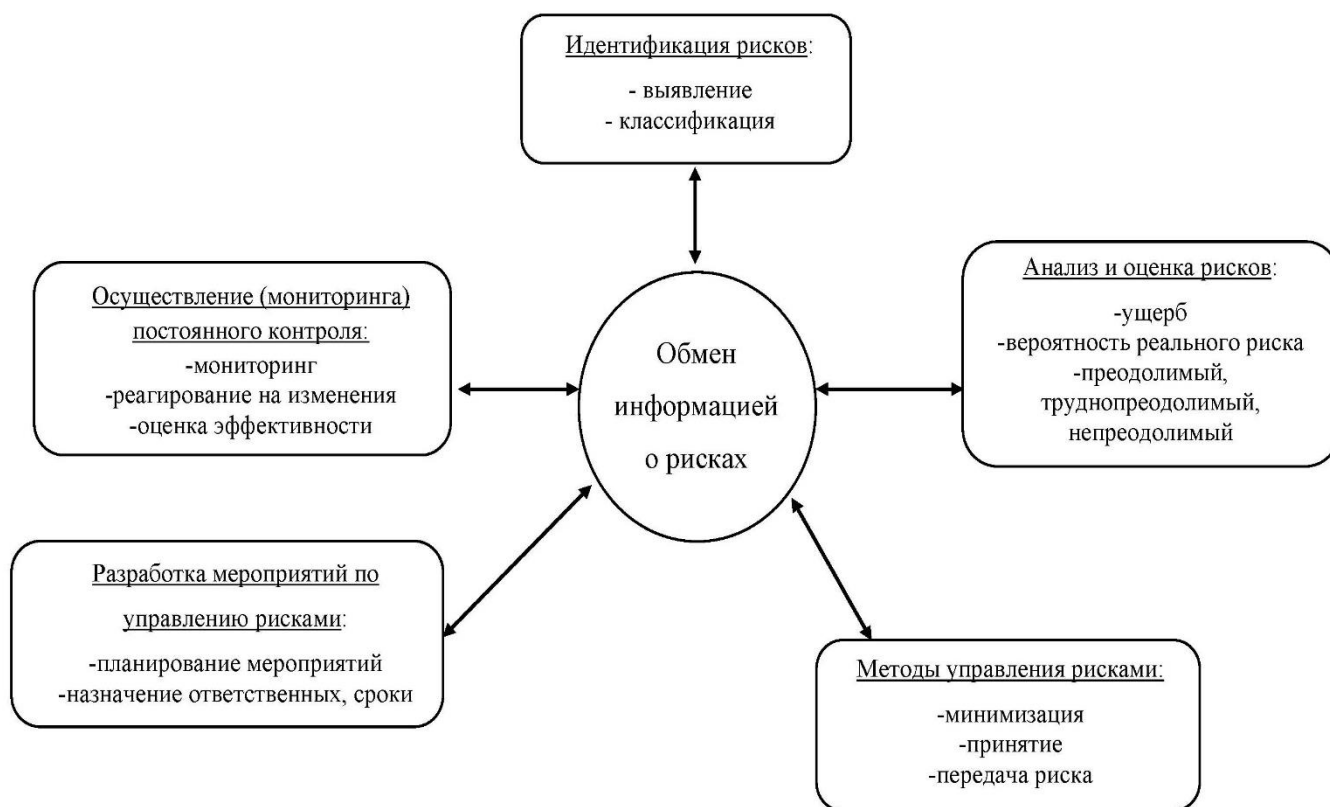 Идентификация рисков:
- выявление
- классификация
Анализ и оценка рисков:
-ущерб
-вероятность реального риска
-преодолимый,
труднопреодолимый,
непреодолимый
Осуществление (мониторинга)
постоянного контроля:
-мониторинг
-реагирование на изменения
-оценка эффективности
Обмен
информацией
о рисках
Разработка мероприятий по
управлению рисками:
-планирование мероприятий
-назначение ответственных, сроки
Методы управления рисками:
-минимизация
-принятие
-передача риска